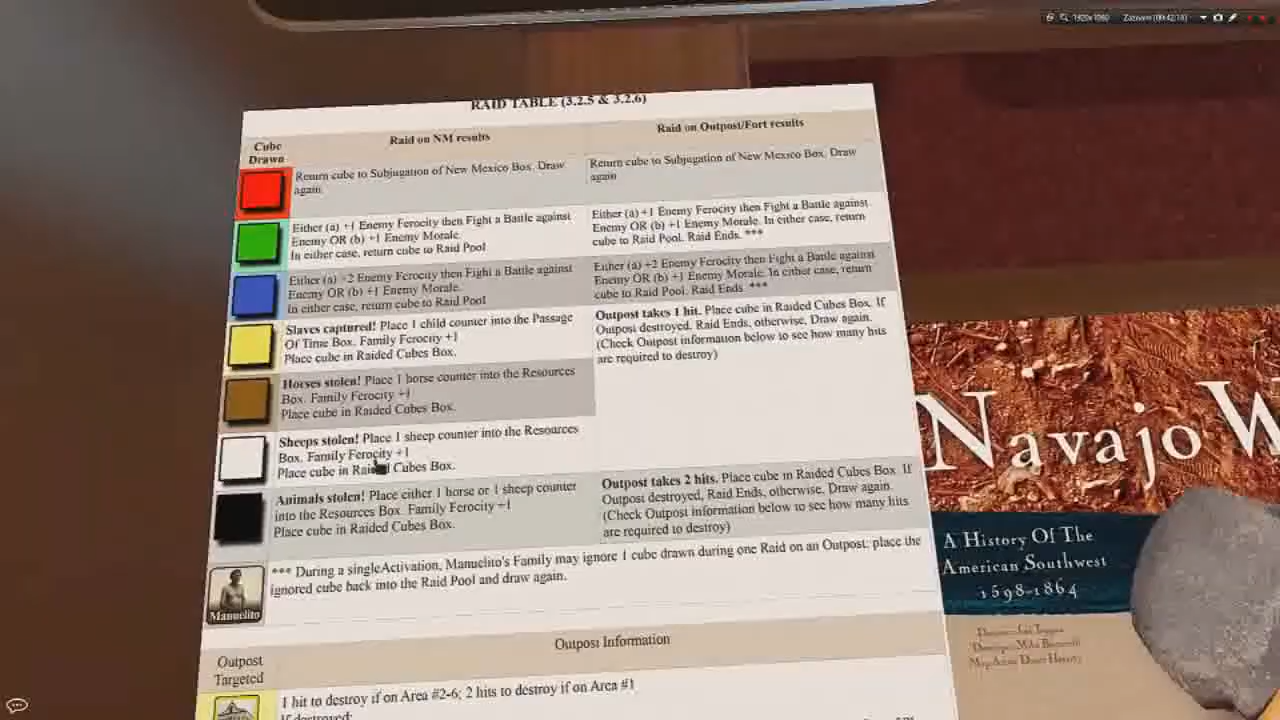 1920x1080
RAID TABLE (3.2.5 & 3.2.6)
Cube
Drawn
Raid on NM results
Raid on Outpost/Fort results
Return cube to Subjugation of New Mexico Box. Draw
again.
Return cube to Subjugation of New Mexico Box. Draw
again
Either (a) +1 Enemy Ferocity then Fight a Battle against
Enemy OR (b) +1 Enemy Morale.
In either case, return cube to Raid Pool
Either (a) +1 Enemy Ferocity then Fight a Battle against
Enemy OR (b) +1 Enemy Morale. In either case, return
cube to Raid Pool. Raid Ends. ***
Either (a) +2 Enemy Ferocity then Fight a Battle against
Enemy OR (b) +1 Enemy Morale.
In either case, return cube to Raid Pool
Either (a) +2 Enemy Ferocity then Fight a Battle against
Enemy OR (b) +1 Enemy Morale. In either case, return
cube to Raid Pool. Raid Ends ***
Slaves captured! Place 1 child counter into the Passage
Of Time Box. Family Ferocity +1
Place cube in Raided Cubes Box.
Outpost takes 1 hit. Place cube in Raided Cubes Box. If
Outpost destroyed. Raid Ends, otherwise, Draw again.
(Check Outpost information below to see how many hits
are required to destroy)
Horses stolen! Place 1 horse counter into the Resources
Box. Family Ferocity +1
Place cube in Raided Cubes Box.
Sheeps stolen! Place 1 sheep counter into the Resources
Box. Family Ferocity +1
Place cube in Raided Cubes Box.
Animals stolen! Place either 1 horse or 1 sheep counter
into the Resources Box. Family Ferocity +1
Place cube in Raided Cubes Box.
Outpost takes 2 hits. Place cube in Raided Cubes Box. If
Outpost destroyed, Raid Ends, otherwise, Draw again.
(Check Outpost information below to see how many hits
are required to destroy)
Manuelito
*** During a singleActivation, Manuelito's Family may ignore 1 cube drawn during one Raid on an Outpost; place the
ignored cube back into the Raid Pool and draw again.
Outpost Information
Outpost
Targeted
1 hit to destroy if on Area #2-6; 2 hits to destroy if on Area #1
If destroyed:
Navajo W
A History Of The
American Southwest
1598-1864